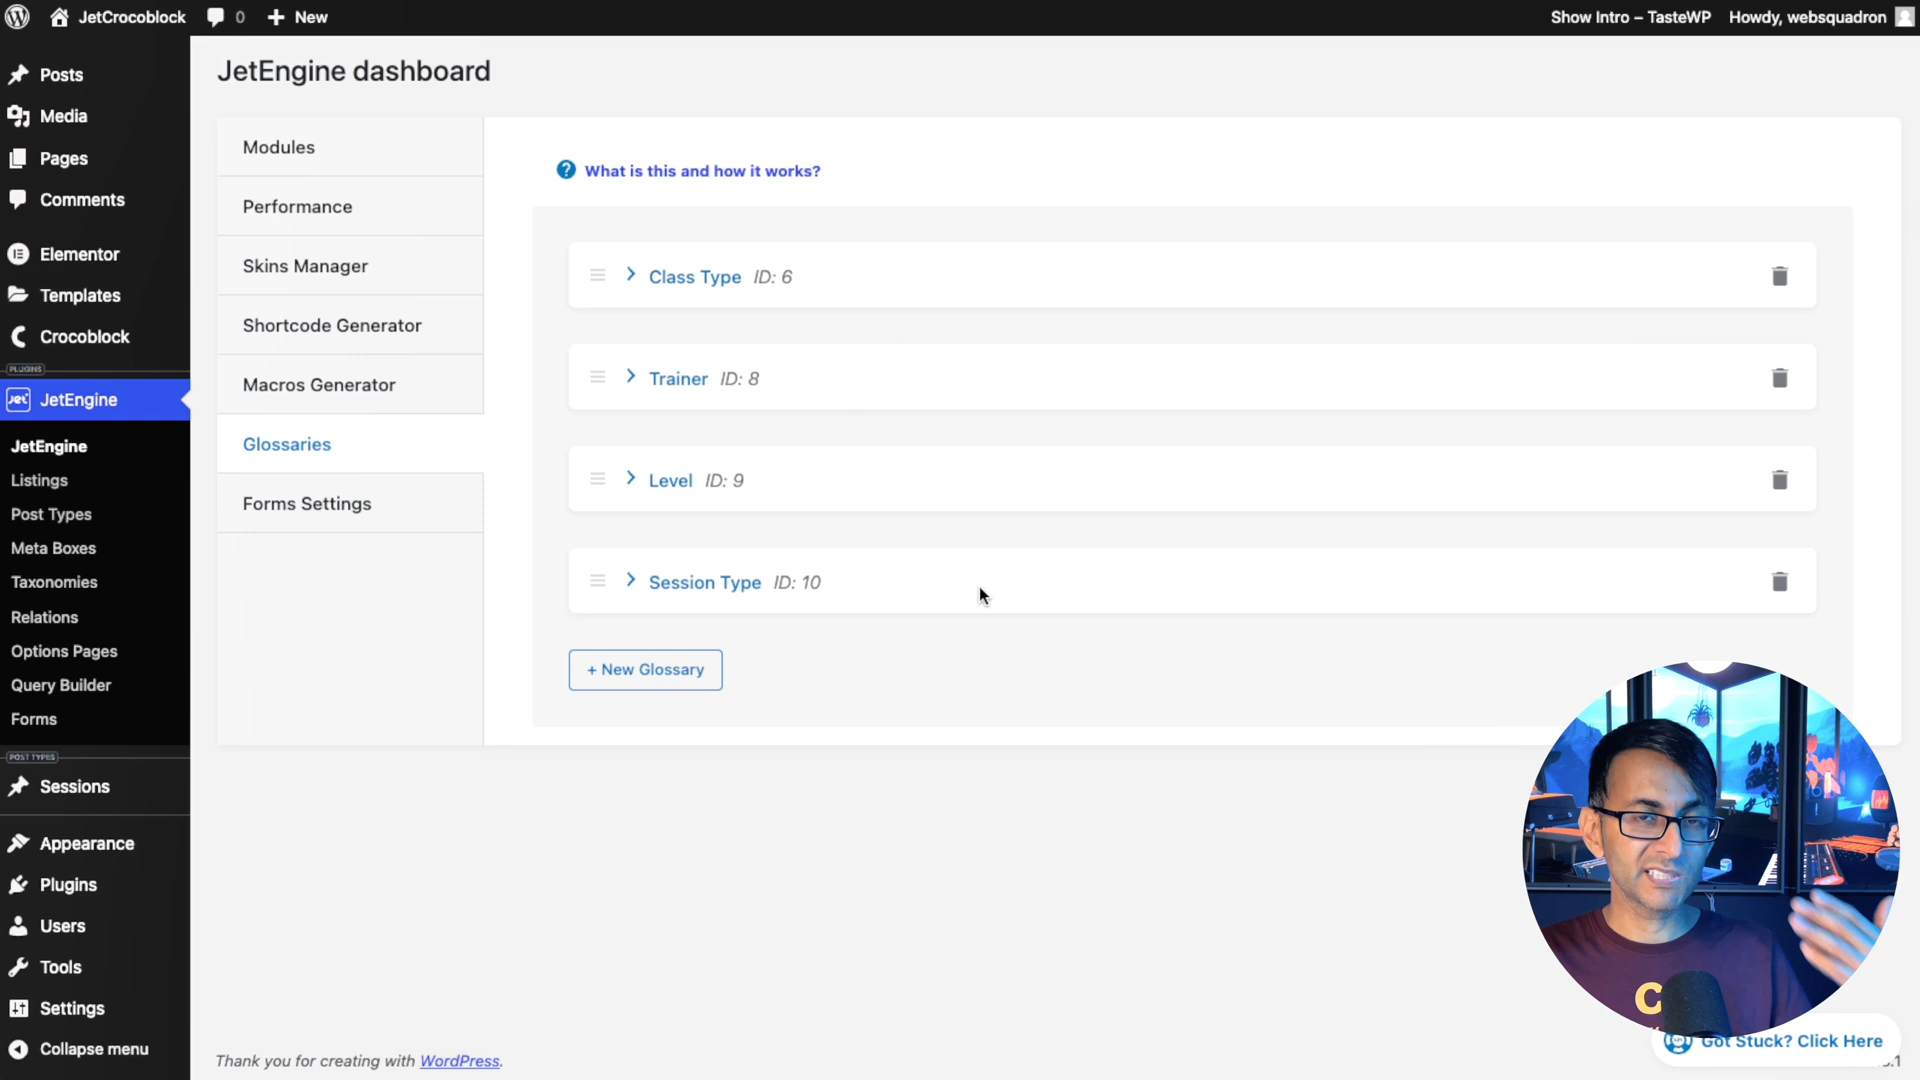 JetCrocoblock
0
New
Show Intro – TasteWP
Howdy, websquadron
Posts
Media
Pages
Comments
Elementor
Templates
Crocoblock
PLUGINS
JetEngine
JetEngine
Listings
Post Types
Meta Boxes
Taxonomies
Relations
Options Pages
Query Builder
Forms
POST TYPES
Sessions
Appearance
Plugins
Users
Tools
Settings
Collapse menu
JetEngine dashboard
Modules
Performance
Skins Manager
Shortcode Generator
Macros Generator
Glossaries
Forms Settings
What is this and how it works?
Class Type ID: 6
Trainer ID: 8
Level ID: 9
Session Type ID: 10
+ New Glossary
Got Stuck? Click Here
Thank you for creating with WordPress.